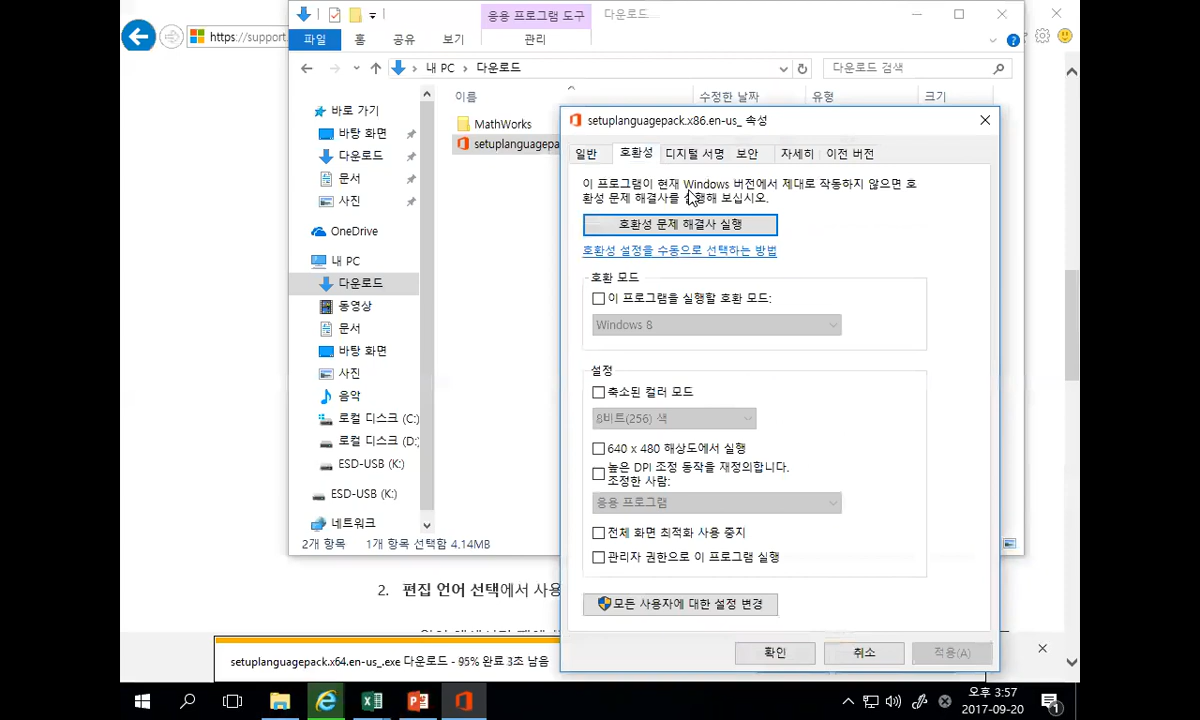 응용 프로그램 도구
다운로드
https://support.
파일
홈
공유
보기
관리
내 PC
다운로드
다운로드 검색
이름
수정한 날짜
유형
크기
바로 가기
바탕 화면
다운로드
문서
사진
OneDrive
내 PC
다운로드
동영상
문서
바탕 화면
사진
음악
로컬 디스크 (C:)
로컬 디스크 (D:)
ESD-USB (K:)
ESD-USB (K:)
네트워크
MathWorks
setuplanguagepa
2개 항목
1개 항목 선택함 4.14MB
setuplanguagepack.x86.en-us_ 속성
일반
호환성
디지털 서명
보안
자세히
이전 버전
이 프로그램이 현재 Windows 버전에서 제대로 작동하지 않으면 호
환성 문제 해결사를 실행해 보십시오.
호환성 문제 해결사 실행
호환성 설정을 수동으로 선택하는 방법
호환 모드
이 프로그램을 실행할 호환 모드:
Windows 8
설정
축소된 컬러 모드
8비트(256) 색
640 x 480 해상도에서 실행
높은 DPI 조정 동작을 재정의합니다.
조정한 사람:
응용 프로그램
전체 화면 최적화 사용 중지
관리자 권한으로 이 프로그램 실행
모든 사용자에 대한 설정 변경
확인
취소
적용(A)
2. 편집 언어 선택에서 사용
setuplanguagepack.x64.en-us_.exe 다운로드 - 95% 완료 3초 남음
오후 3:57
2017-09-20
1